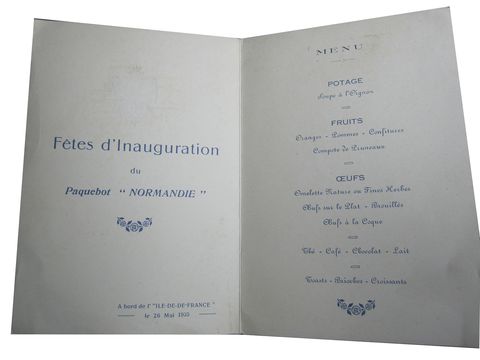 Fêtes d'Inauguration
du
Paquebot " NORMANDIE "
A bord de l' "ILE-DE-FRANCE "
le 26 Mai 1935
MENU
POTAGE
Soupe à l'Oignon
FRUITS
Oranges - Pommes - Confitures
Compote de Pruneaux
ŒUFS
Omelette Nature ou Fines Herbes
Œufs sur le Plat - Brouillés
Œufs à la Coque
Thé - Café - Chocolat - Lait
Toasts - Brioches - Croissants